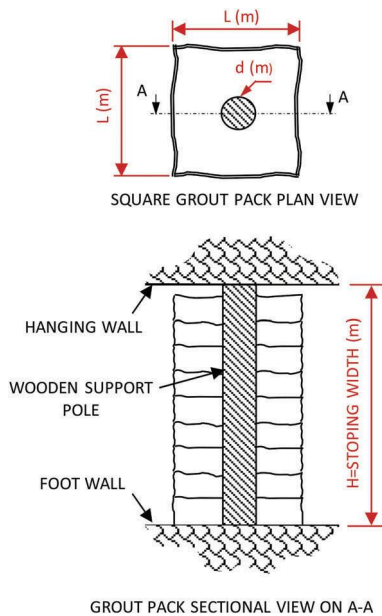 L (m)
d (m)
L (m)
A
A
SQUARE GROUT PACK PLAN VIEW
HANGING WALL
WOODEN SUPPORT
POLE
H=STOPING WIDTH (m)
FOOT WALL
GROUT PACK SECTIONAL VIEW ON A-A